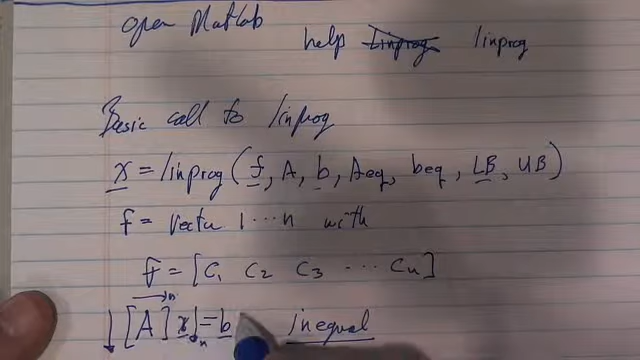 open Matlab
help linprog linprog
Basic call to linprog
x = linprog(f, A, b, Aeq, beq, LB, UB)
f = vector 1 ... n with
f = [C1 C2 C3 ... Cn]
n
[A] x = b inequal
n